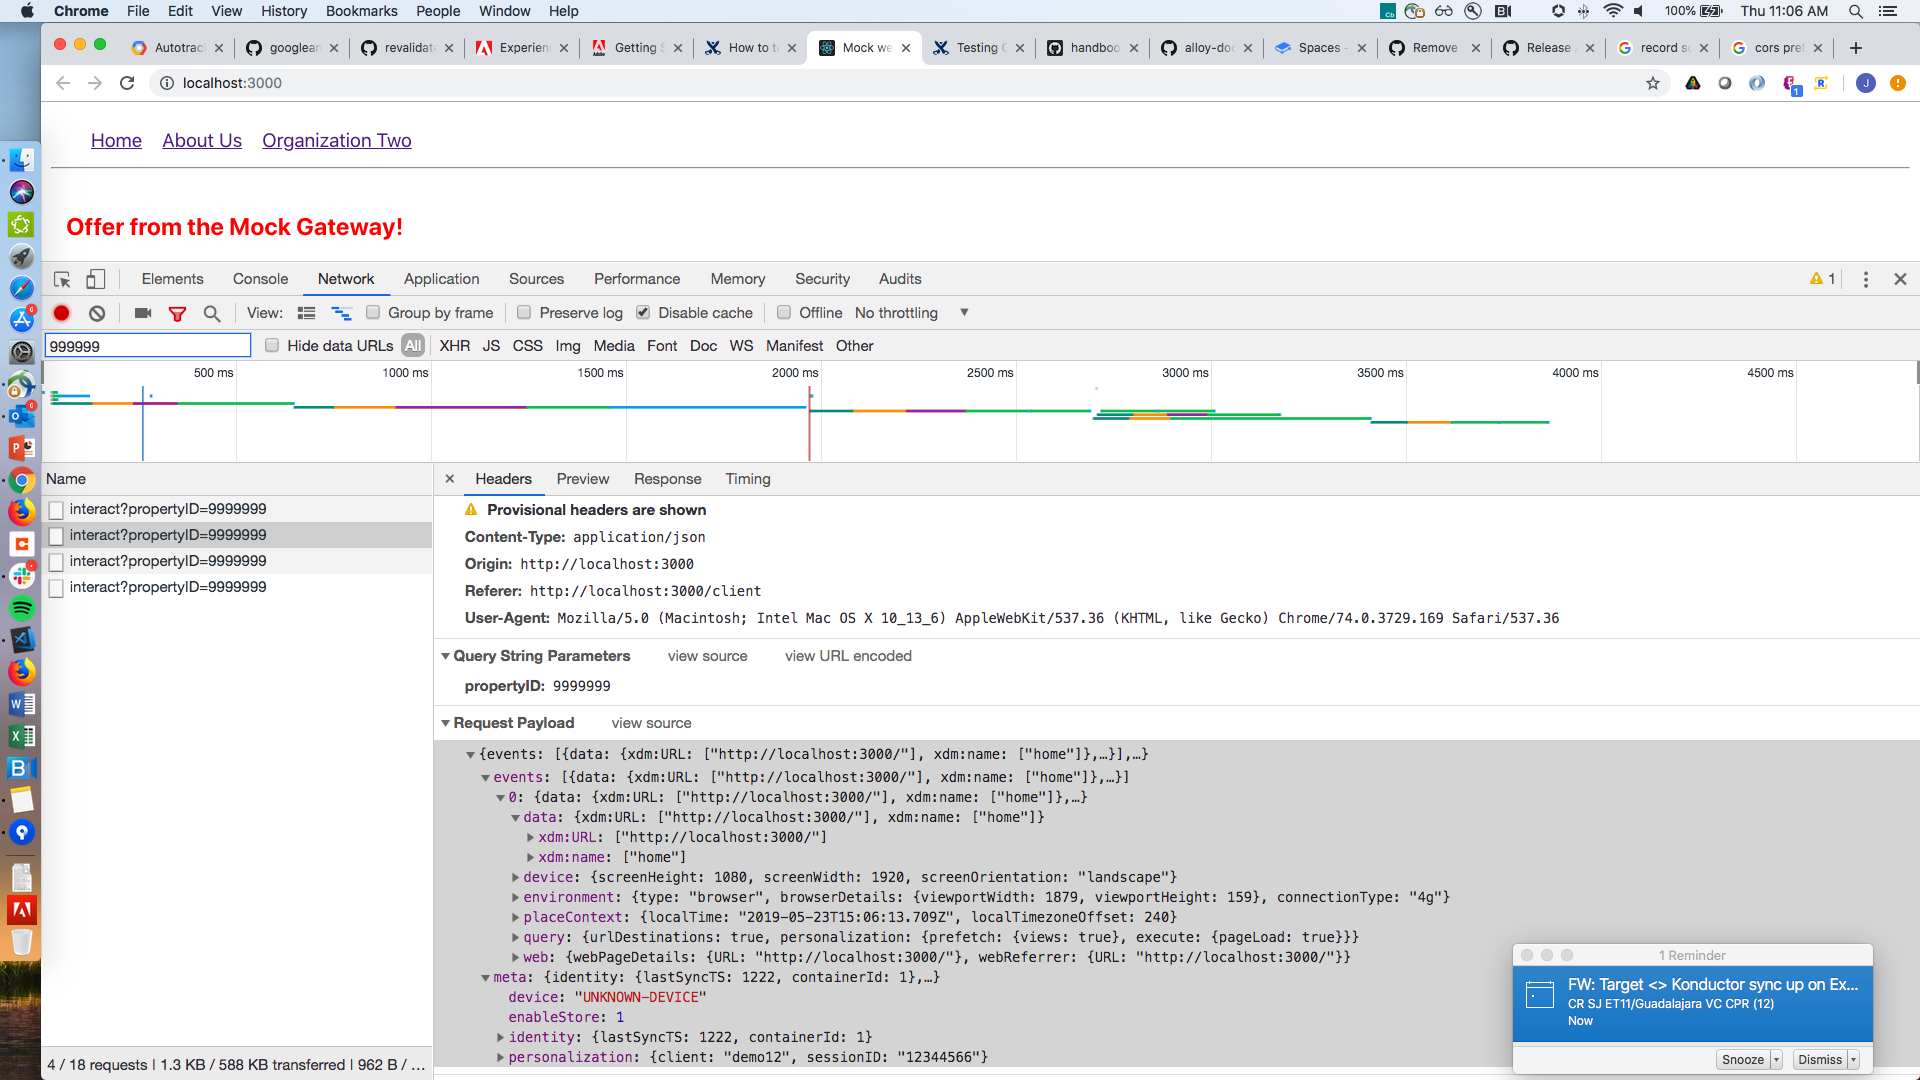 Chrome File Edit View History Bookmarks People Window Help 100% Thu 11:06 AM
Autotrac googlear revalidate Experien Getting S How to te Mock we Testing C handboo alloy-doc Spaces - Remove Release record sc cors pre
localhost:3000
Home About Us Organization Two
Offer from the Mock Gateway!
Elements Console Network Application Sources Performance Memory Security Audits 1
View: Group by frame Preserve log Disable cache Offline No throttling
999999 Hide data URLs All XHR JS CSS Img Media Font Doc WS Manifest Other
500 ms 1000 ms 1500 ms 2000 ms 2500 ms 3000 ms 3500 ms 4000 ms 4500 ms
Name
interact?propertyID=9999999
interact?propertyID=9999999
interact?propertyID=9999999
interact?propertyID=9999999
4 / 18 requests | 1.3 KB / 588 KB transferred | 962 B / …
Headers Preview Response Timing
Provisional headers are shown
Content-Type: application/json
Origin: http://localhost:3000
Referer: http://localhost:3000/client
User-Agent: Mozilla/5.0 (Macintosh; Intel Mac OS X 10_13_6) AppleWebKit/537.36 (KHTML, like Gecko) Chrome/74.0.3729.169 Safari/537.36
Query String Parameters view source view URL encoded
propertyID: 9999999
Request Payload view source
{events: [{data: {xdm:URL: ["http://localhost:3000/"], xdm:name: ["home"]},…}],…}
events: [{data: {xdm:URL: ["http://localhost:3000/"], xdm:name: ["home"]},…}]
0: {data: {xdm:URL: ["http://localhost:3000/"], xdm:name: ["home"]},…}
data: {xdm:URL: ["http://localhost:3000/"], xdm:name: ["home"]}
xdm:URL: ["http://localhost:3000/"]
xdm:name: ["home"]
device: {screenHeight: 1080, screenWidth: 1920, screenOrientation: "landscape"}
environment: {type: "browser", browserDetails: {viewportWidth: 1879, viewportHeight: 159}, connectionType: "4g"}
placeContext: {localTime: "2019-05-23T15:06:13.709Z", localTimezoneOffset: 240}
query: {urlDestinations: true, personalization: {prefetch: {views: true}, execute: {pageLoad: true}}}
web: {webPageDetails: {URL: "http://localhost:3000/"}, webReferrer: {URL: "http://localhost:3000/"}}
meta: {identity: {lastSyncTS: 1222, containerId: 1},…}
device: "UNKNOWN-DEVICE"
enableStore: 1
identity: {lastSyncTS: 1222, containerId: 1}
personalization: {client: "demo12", sessionID: "12344566"}
1 Reminder
FW: Target <> Konductor sync up on Ex...
CR SJ ET11/Guadalajara VC CPR (12)
Now
Snooze Dismiss